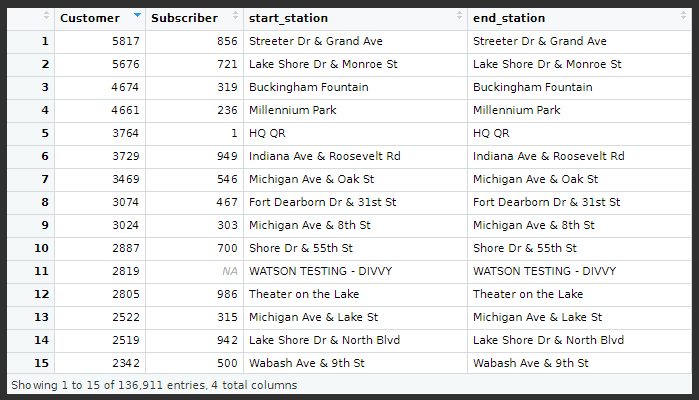 Customer Subscriber start_station end_station
1 5817 856 Streeter Dr & Grand Ave Streeter Dr & Grand Ave
2 5676 721 Lake Shore Dr & Monroe St Lake Shore Dr & Monroe St
3 4674 319 Buckingham Fountain Buckingham Fountain
4 4661 236 Millennium Park Millennium Park
5 3764 1 HQ QR HQ QR
6 3729 949 Indiana Ave & Roosevelt Rd Indiana Ave & Roosevelt Rd
7 3469 546 Michigan Ave & Oak St Michigan Ave & Oak St
8 3074 467 Fort Dearborn Dr & 31st St Fort Dearborn Dr & 31st St
9 3024 303 Michigan Ave & 8th St Michigan Ave & 8th St
10 2887 700 Shore Dr & 55th St Shore Dr & 55th St
11 2819 NA WATSON TESTING - DIVVY WATSON TESTING - DIVVY
12 2805 986 Theater on the Lake Theater on the Lake
13 2522 315 Michigan Ave & Lake St Michigan Ave & Lake St
14 2519 942 Lake Shore Dr & North Blvd Lake Shore Dr & North Blvd
15 2342 500 Wabash Ave & 9th St Wabash Ave & 9th St
Showing 1 to 15 of 136,911 entries, 4 total columns